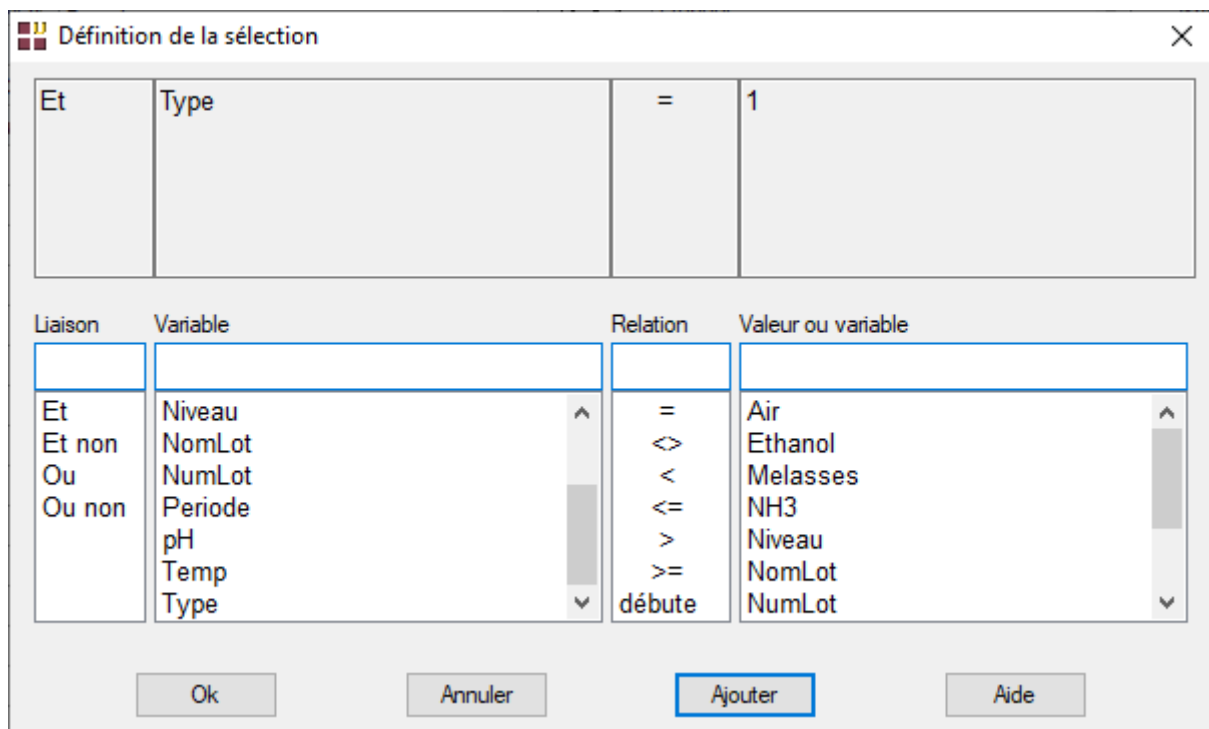 Définition de la sélection
Et Type = 1
Liaison Variable Relation Valeur ou variable
Et Niveau = Air
Et non NomLot <> Ethanol
Ou NumLot < Melasses
Ou non Periode <= NH3
pH > Niveau
Temp >= NomLot
Type débute NumLot
Ok Annuler Ajouter Aide